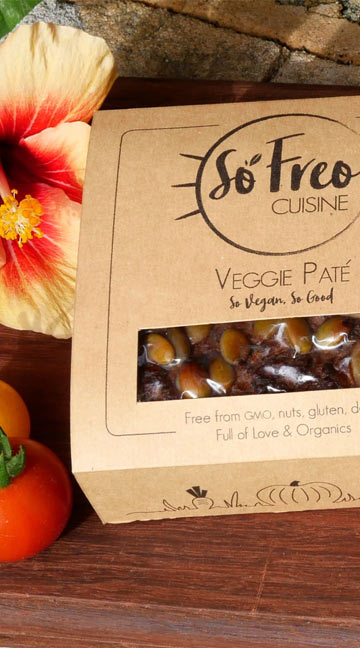 So Freo
CUISINE
VEGGIE PATÉ
So Vegan, So Good
Free from GMO, nuts, gluten, d
Full of Love & Organics